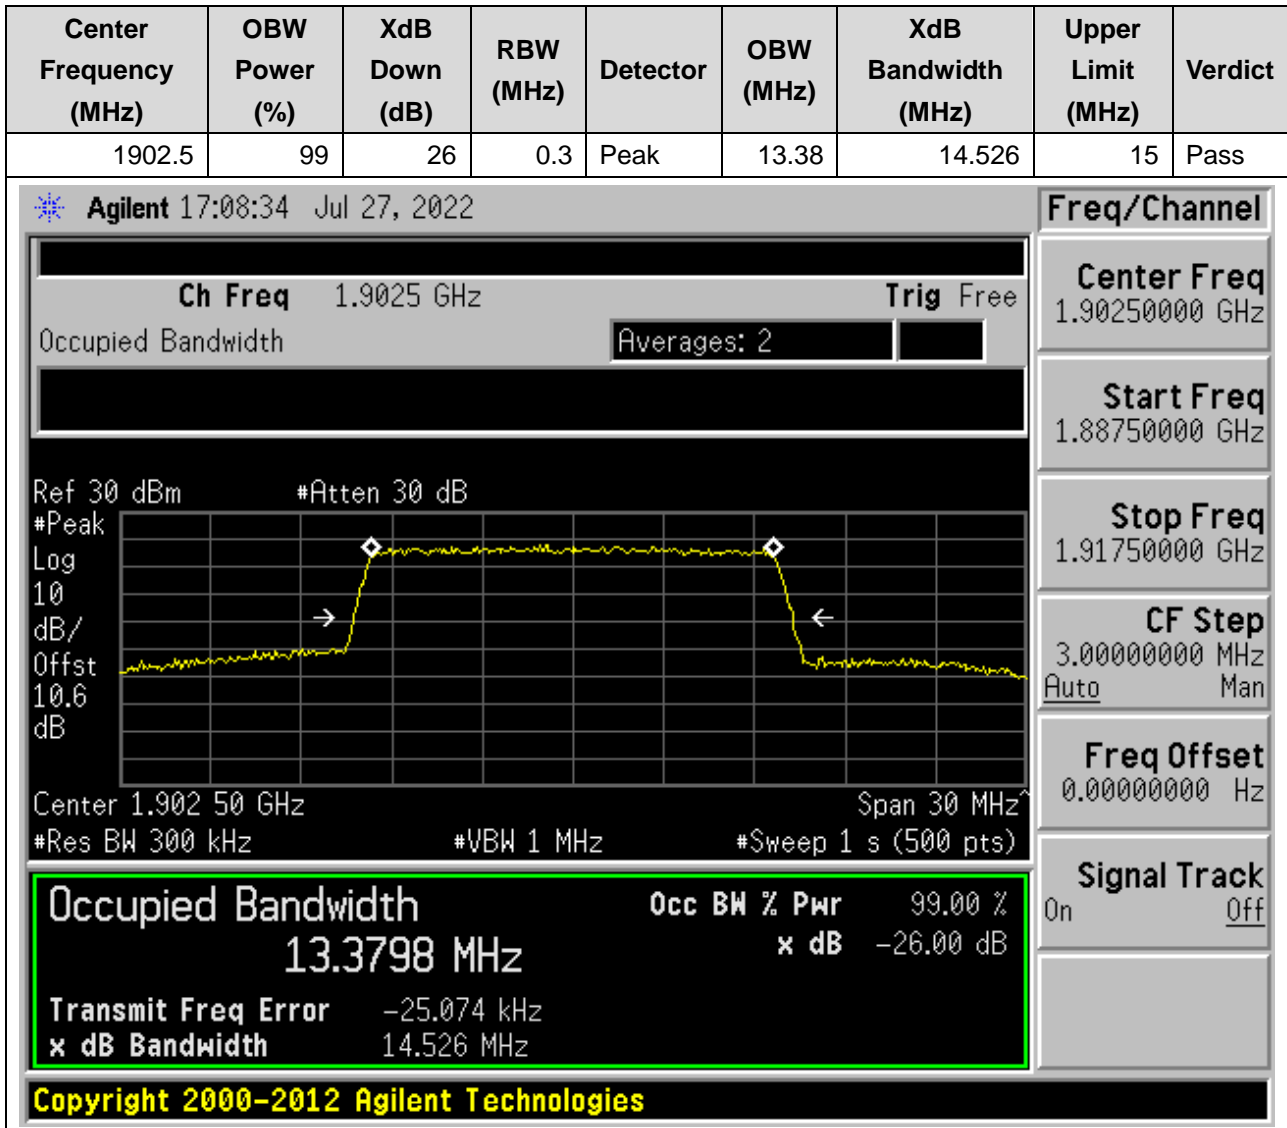 Center Frequency (MHz) OBW Power (%) XdB Down (dB) RBW (MHz) Detector OBW (MHz) XdB Bandwidth (MHz) Upper Limit (MHz) Verdict
1902.5 99 26 0.3 Peak 13.38 14.526 15 Pass
Agilent 17:08:34 Jul 27, 2022
Freq/Channel
Ch Freq 1.9025 GHz Trig Free
Occupied Bandwidth Averages: 2
Center Freq
1.90250000 GHz
Start Freq
1.88750000 GHz
Stop Freq
1.91750000 GHz
CF Step
3.00000000 MHz
Auto Man
Freq Offset
0.00000000 Hz
Signal Track
On Off
Ref 30 dBm #Atten 30 dB
#Peak
Log
10
dB/
Offst
10.6
dB
Center 1.902 50 GHz Span 30 MHz^
#Res BW 300 kHz #VBW 1 MHz #Sweep 1 s (500 pts)
Occupied Bandwidth Occ BW % Pwr 99.00 %
13.3798 MHz x dB -26.00 dB
Transmit Freq Error -25.074 kHz
x dB Bandwidth 14.526 MHz
Copyright 2000-2012 Agilent Technologies